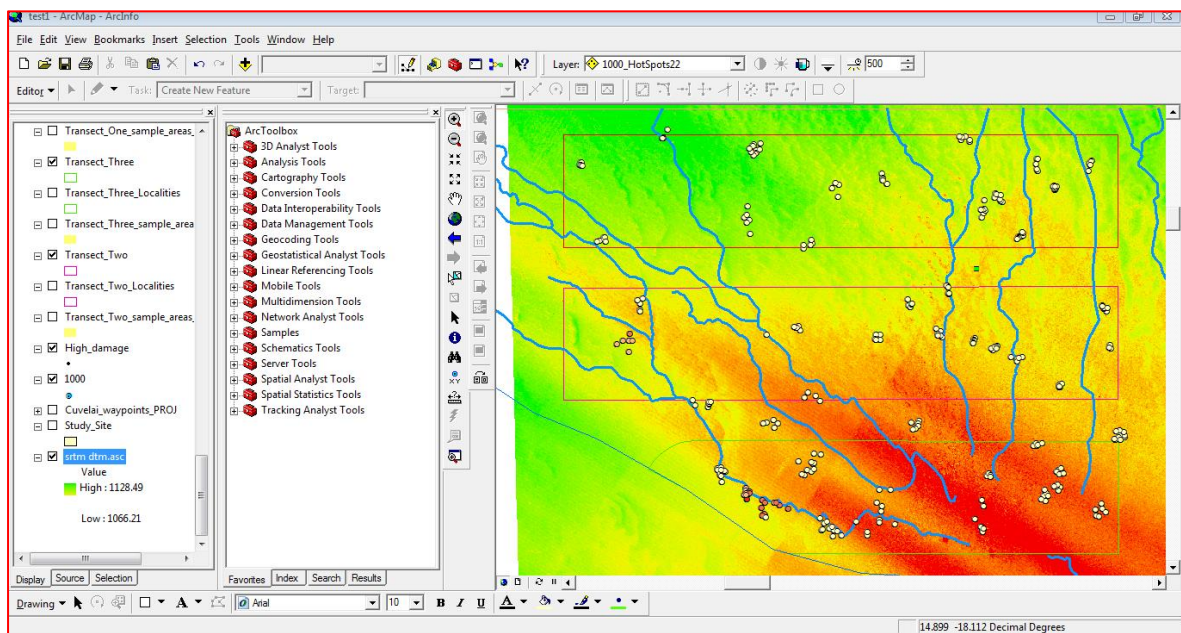 test1 - ArcMap - ArcInfo
File Edit View Bookmarks Insert Selection Tools Window Help
Layer: 1000_HotSpots22 500
Editor Task: Create New Feature Target:
Transect_One_sample_areas_
Transect_Three
Transect_Three_Localities
Transect_Three_sample_area
Transect_Two
Transect_Two_Localities
Transect_Two_sample_areas_
High_damage
1000
Cuvelai_waypoints_PROJ
Study_Site
srtm dtm.asc
Value
High : 1128.49
Low : 1066.21
Display Source Selection
ArcToolbox
3D Analyst Tools
Analysis Tools
Cartography Tools
Conversion Tools
Data Interoperability Tools
Data Management Tools
Geocoding Tools
Geostatistical Analyst Tools
Linear Referencing Tools
Mobile Tools
Multidimension Tools
Network Analyst Tools
Samples
Schematics Tools
Server Tools
Spatial Analyst Tools
Spatial Statistics Tools
Tracking Analyst Tools
Favorites Index Search Results
Drawing A Arial 10 B I U A
14.899 -18.112 Decimal Degrees